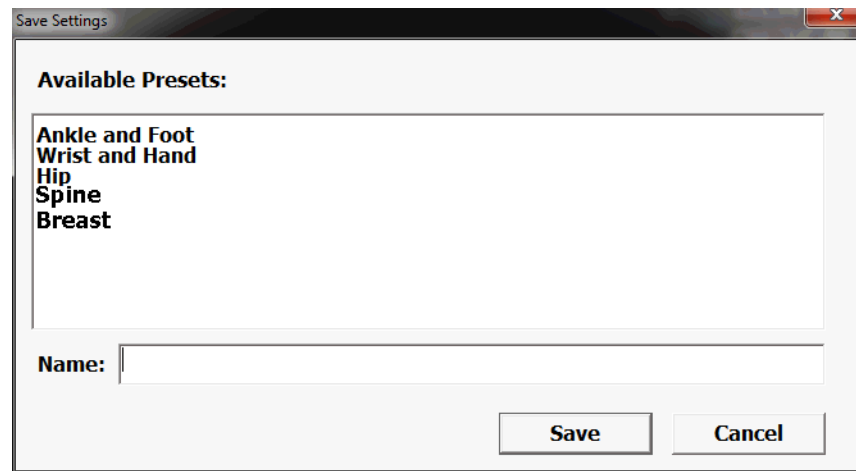 Save Settings
Available Presets:
Ankle and Foot
Wrist and Hand
Hip
Spine
Breast
Name:
Save Cancel